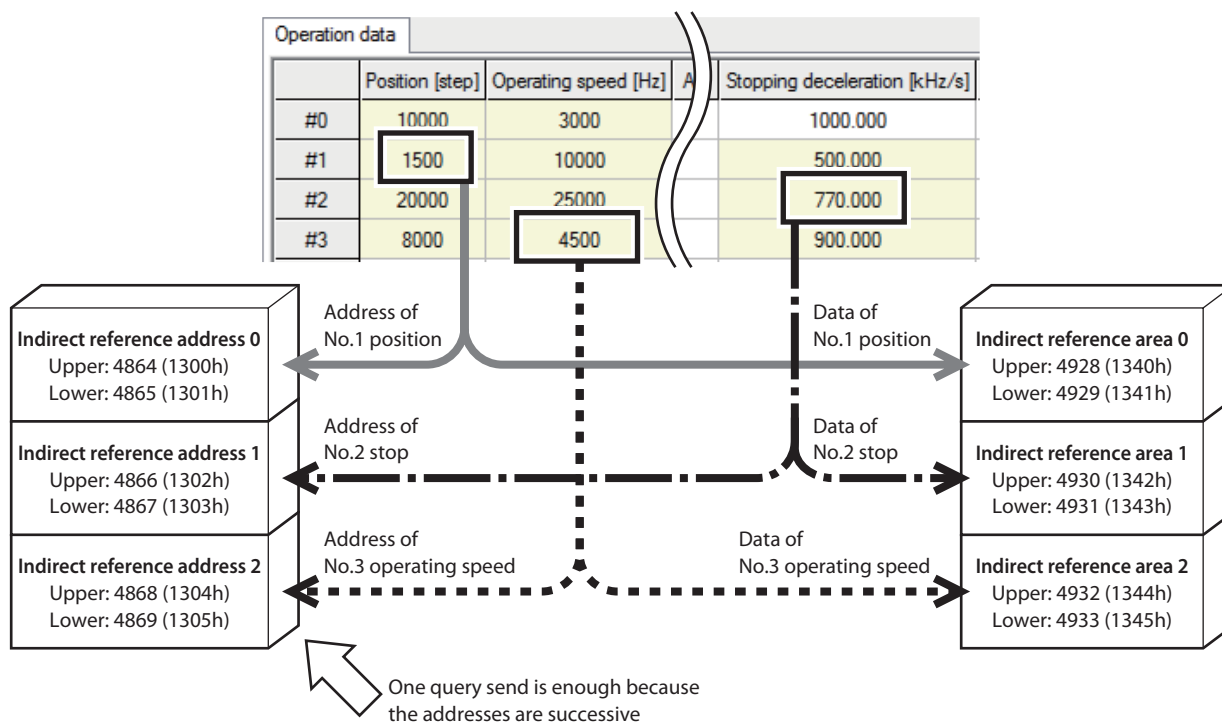 Operation data
Position [step] Operating speed [Hz] A Stopping deceleration [kHz/s]
#0 10000 3000 1000.000
#1 1500 10000 500.000
#2 20000 25000 770.000
#3 8000 4500 900.000
Address of
No.1 position
Data of
No.1 position
Indirect reference address 0
Upper: 4864 (1300h)
Lower: 4865 (1301h)
Indirect reference area 0
Upper: 4928 (1340h)
Lower: 4929 (1341h)
Address of
No.2 stop
Data of
No.2 stop
Indirect reference address 1
Upper: 4866 (1302h)
Lower: 4867 (1303h)
Indirect reference area 1
Upper: 4930 (1342h)
Lower: 4931 (1343h)
Address of
No.3 operating speed
Data of
No.3 operating speed
Indirect reference address 2
Upper: 4868 (1304h)
Lower: 4869 (1305h)
Indirect reference area 2
Upper: 4932 (1344h)
Lower: 4933 (1345h)
One query send is enough because
the addresses are successive